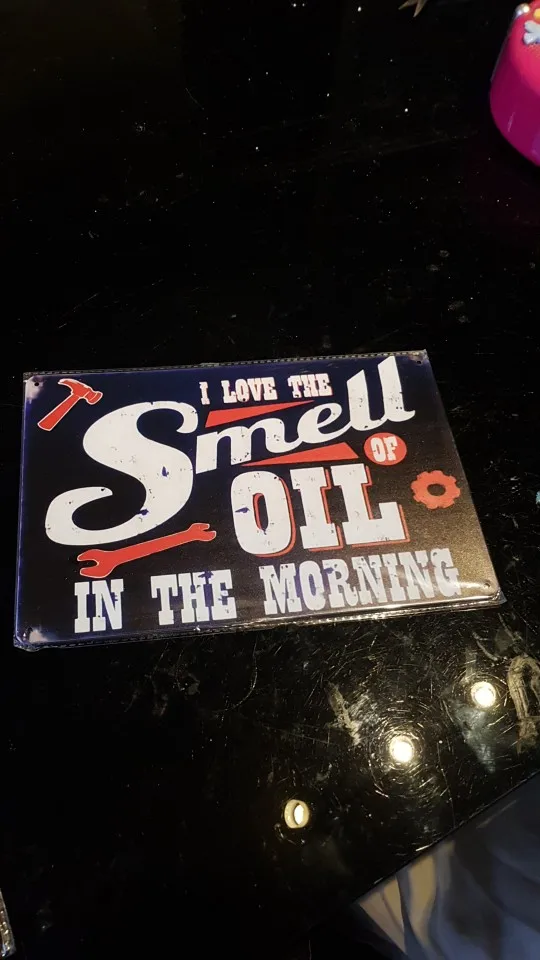 I LOVE THE
Smell
OF
OIL
IN THE MORNING